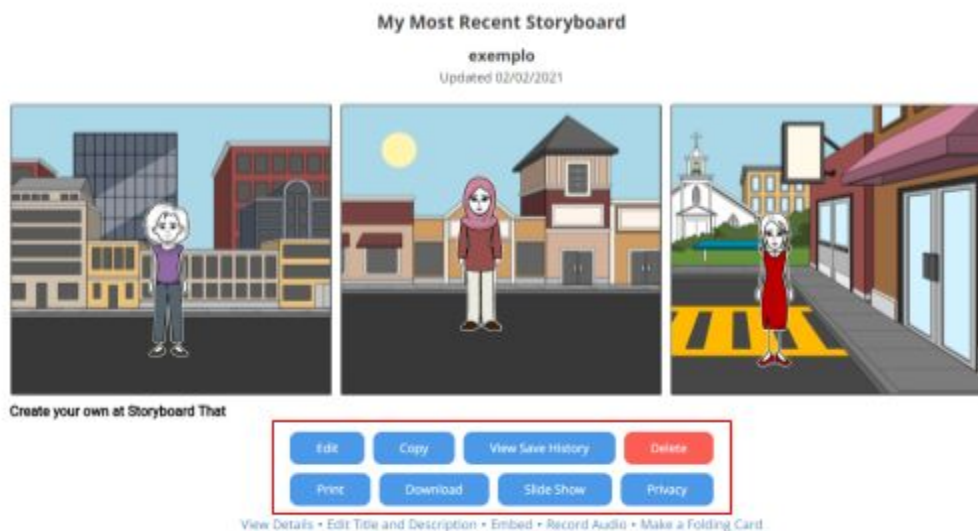 My Most Recent Storyboard
exemplo
Updated 02/02/2021
Create your own at Storyboard That
Edit Copy View Save History Delete
Print Download Slide Show Privacy
View Details • Edit Title and Description • Embed • Record Audio • Make a Folding Card